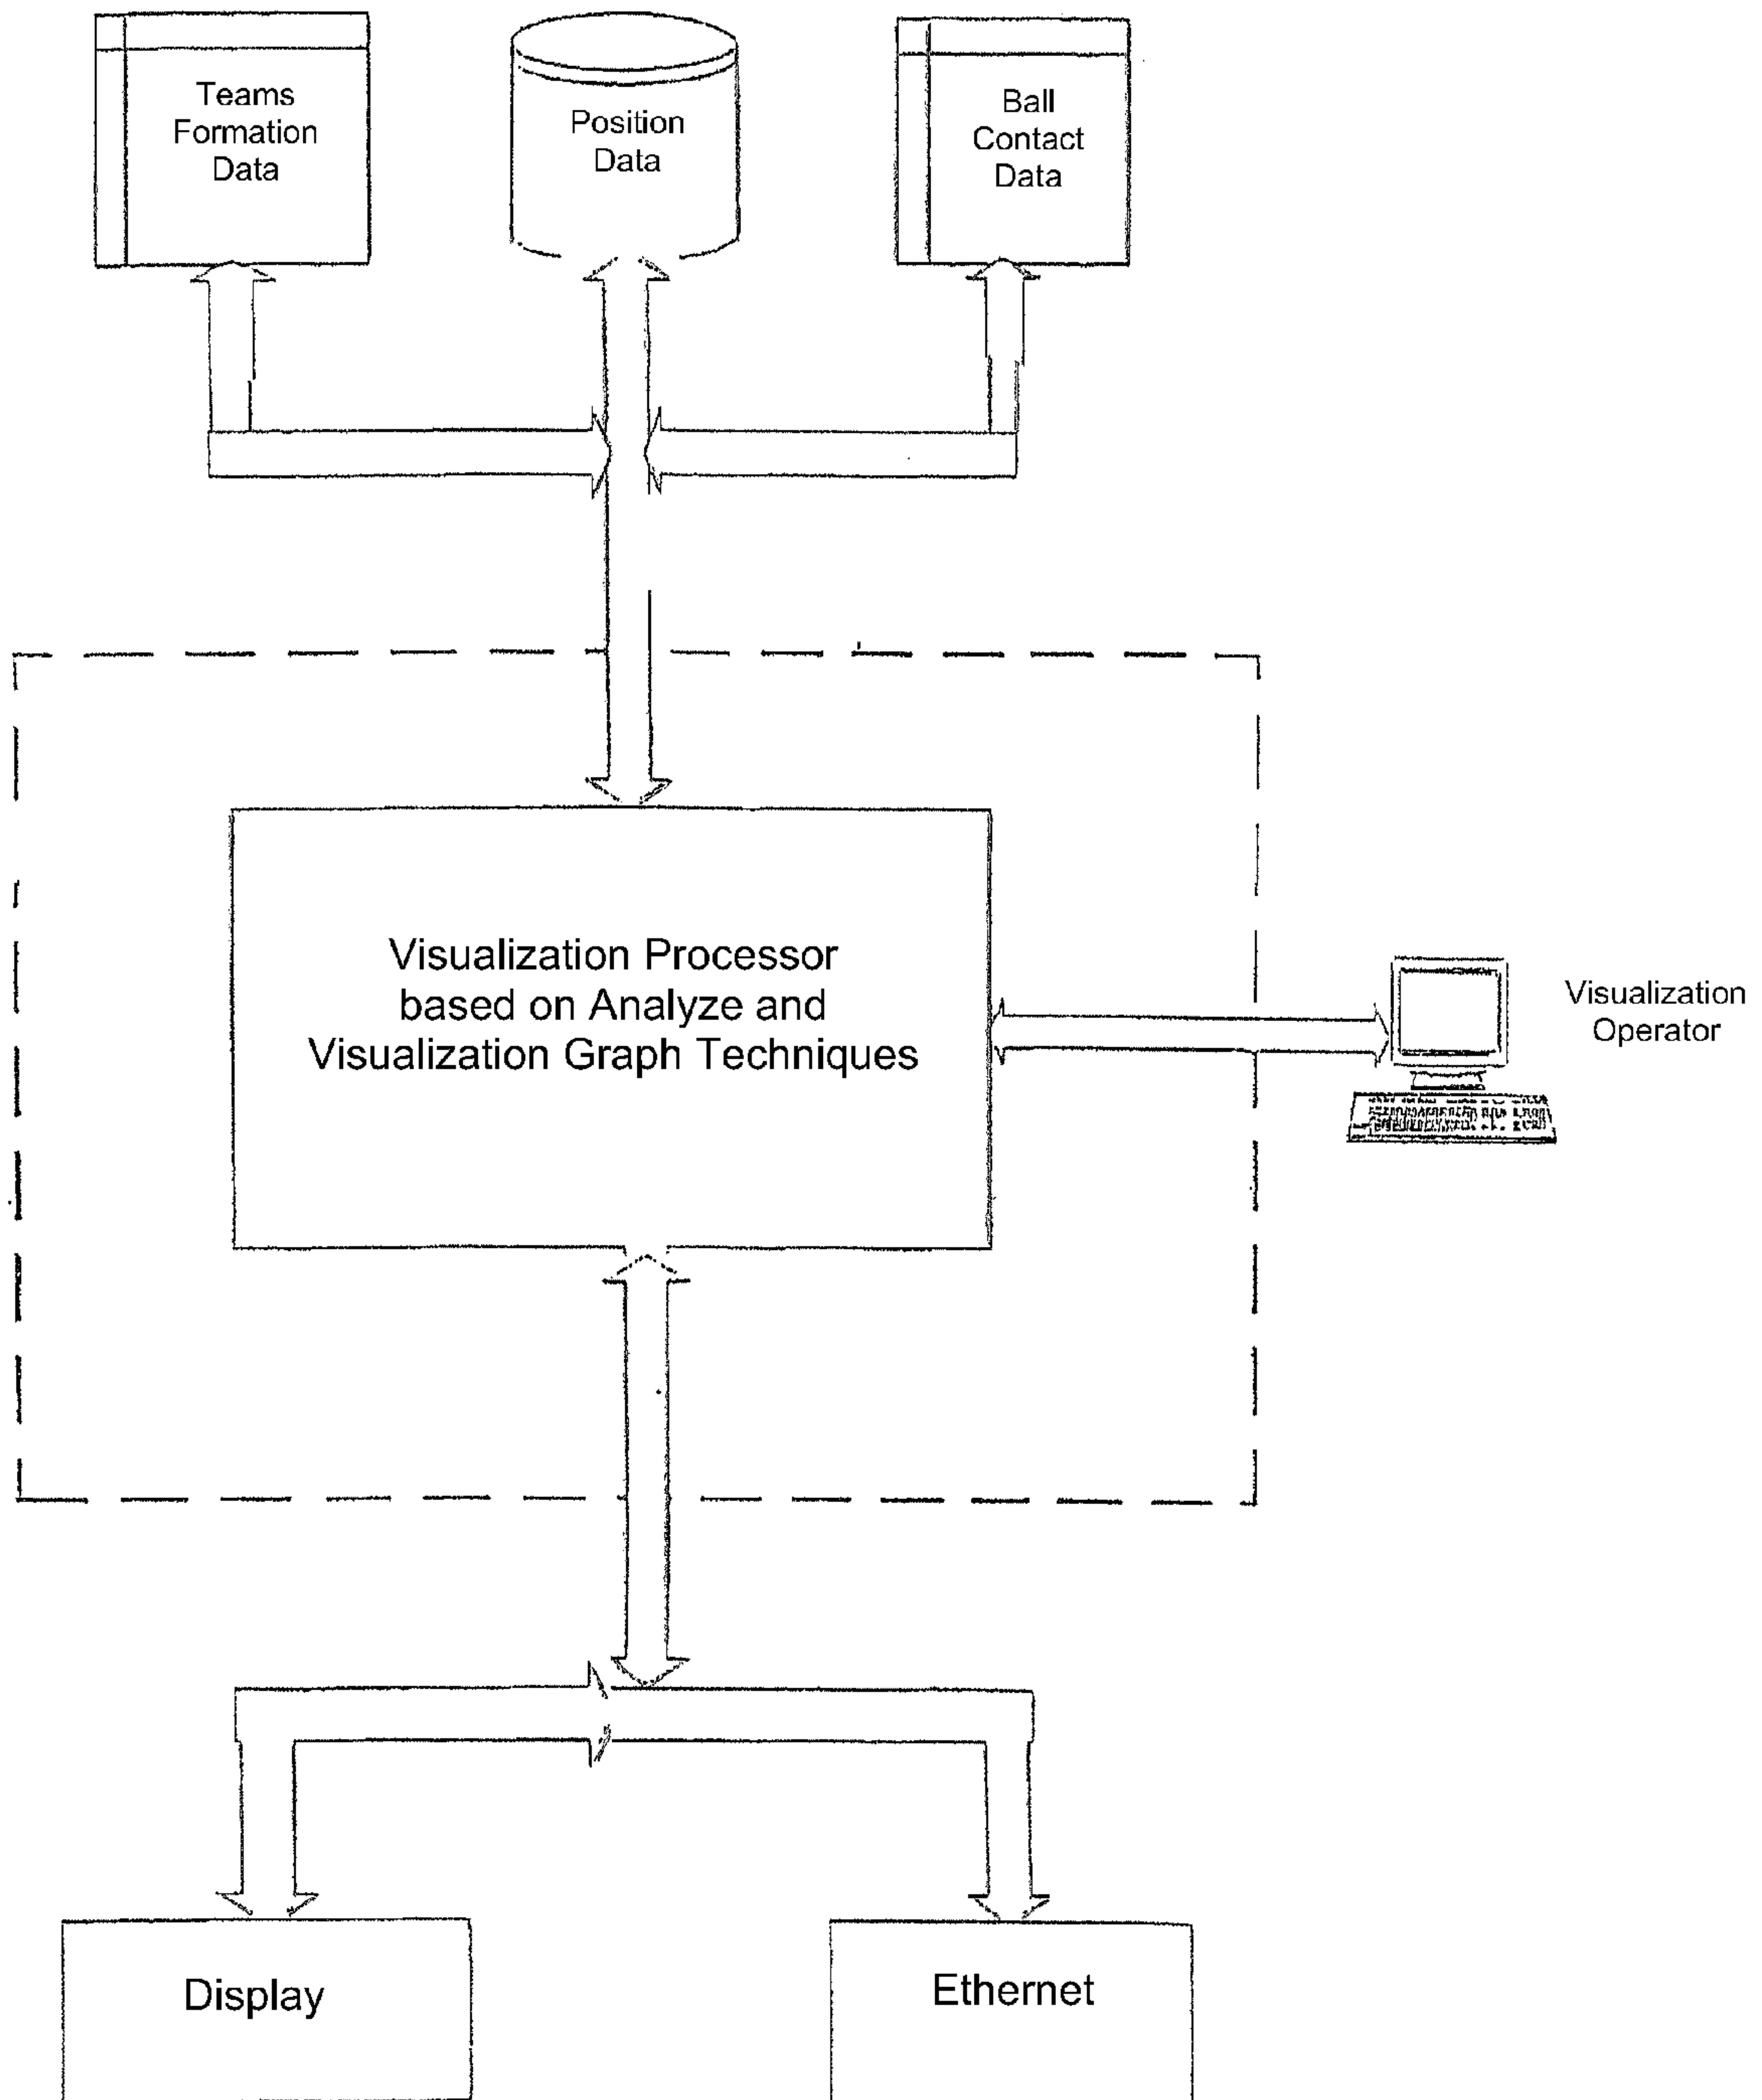 Teams
Formation
Data
Position
Data
Ball
Contact
Data
Visualization Processor
based on Analyze and
Visualization Graph Techniques
Visualization
Operator
Display
Ethernet